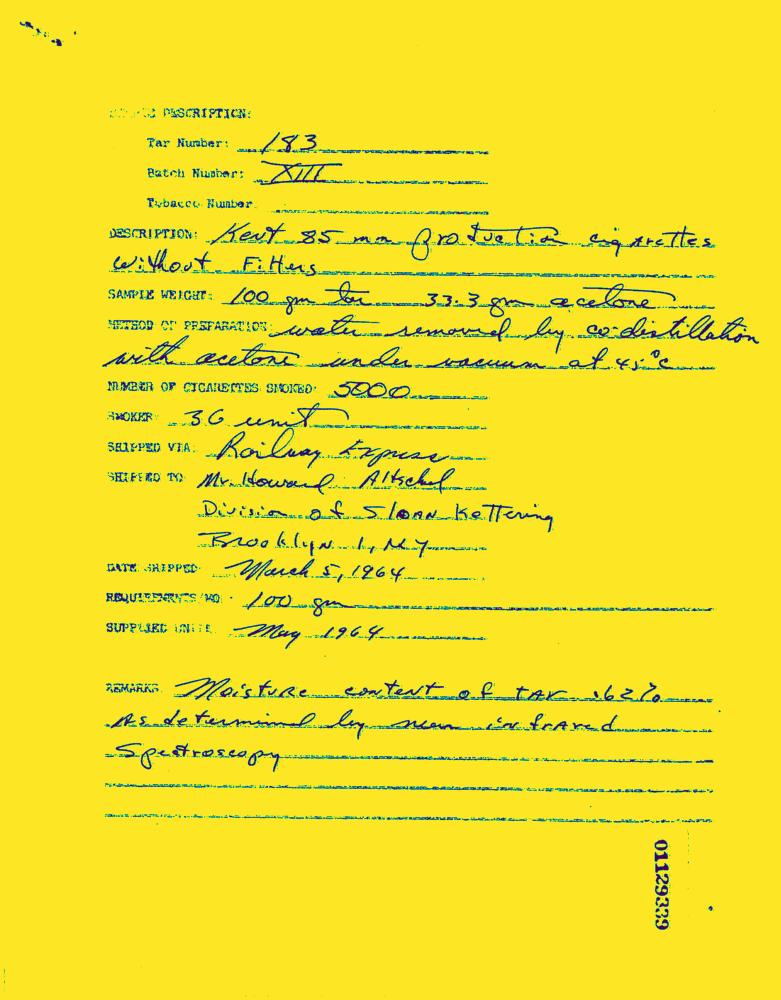 DESCRIPTION:
Tar Number: 183
Batch Number: XIII
Tobacco Number
DESCRIPTION: Kent 85 mm production cigarettes
without Filters
SAMPLE WEIGHT: 100 gm tar 33.3 gm acetone
METHOD OF PREPARATION: water removed by co-distillation
with acetone under vacuum at 45°C
NUMBER OF CIGARETTES SMOKED: 5000
SMOKER: 36 unit
SHIPPED VIA: Railway Express
SHIPPED TO Mr. Howard Altschul
Division of Sloan Kettering
Brooklyn 1, NY
DATE SHIPPED: March 5, 1964
REQUIREMENTS/MO.: 100 gm
SUPPLIED UNTIL May 1964
REMARKS Moisture content of TAR .62%
As determined by near infrared
Spectroscopy
01129339